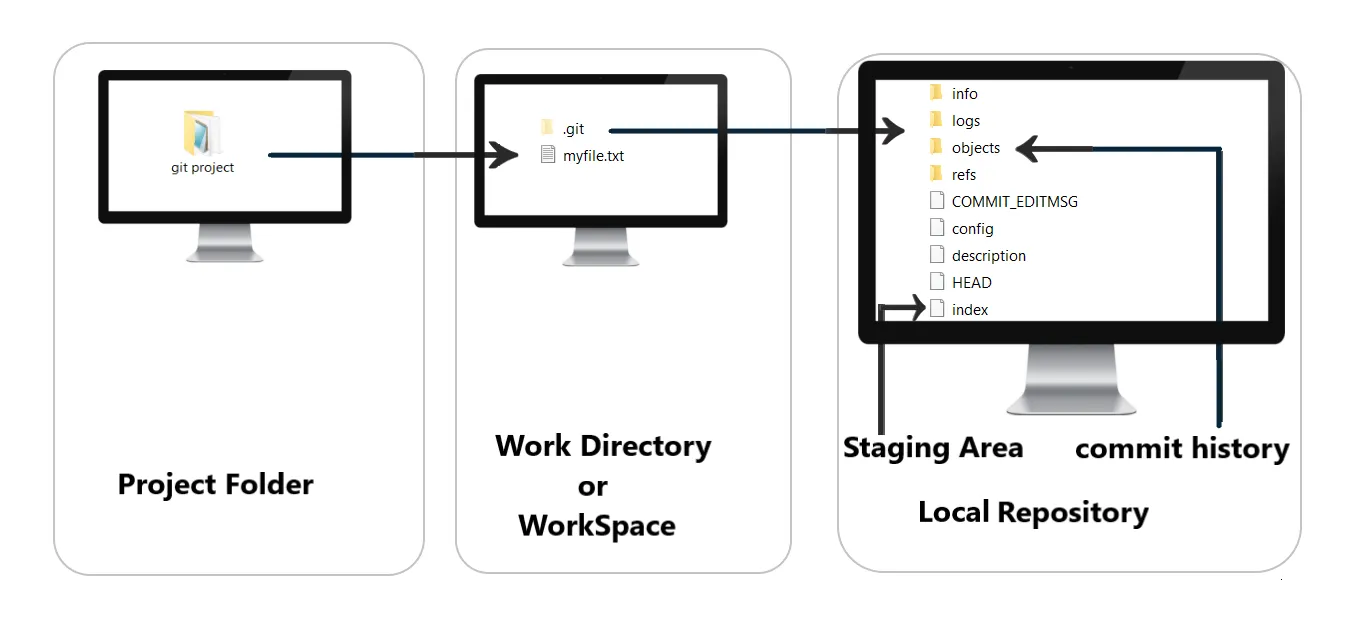 git project
Project Folder
.git
myfile.txt
Work Directory
or
WorkSpace
info
logs
objects
refs
COMMIT_EDITMSG
config
description
HEAD
index
Staging Area
commit history
Local Repository